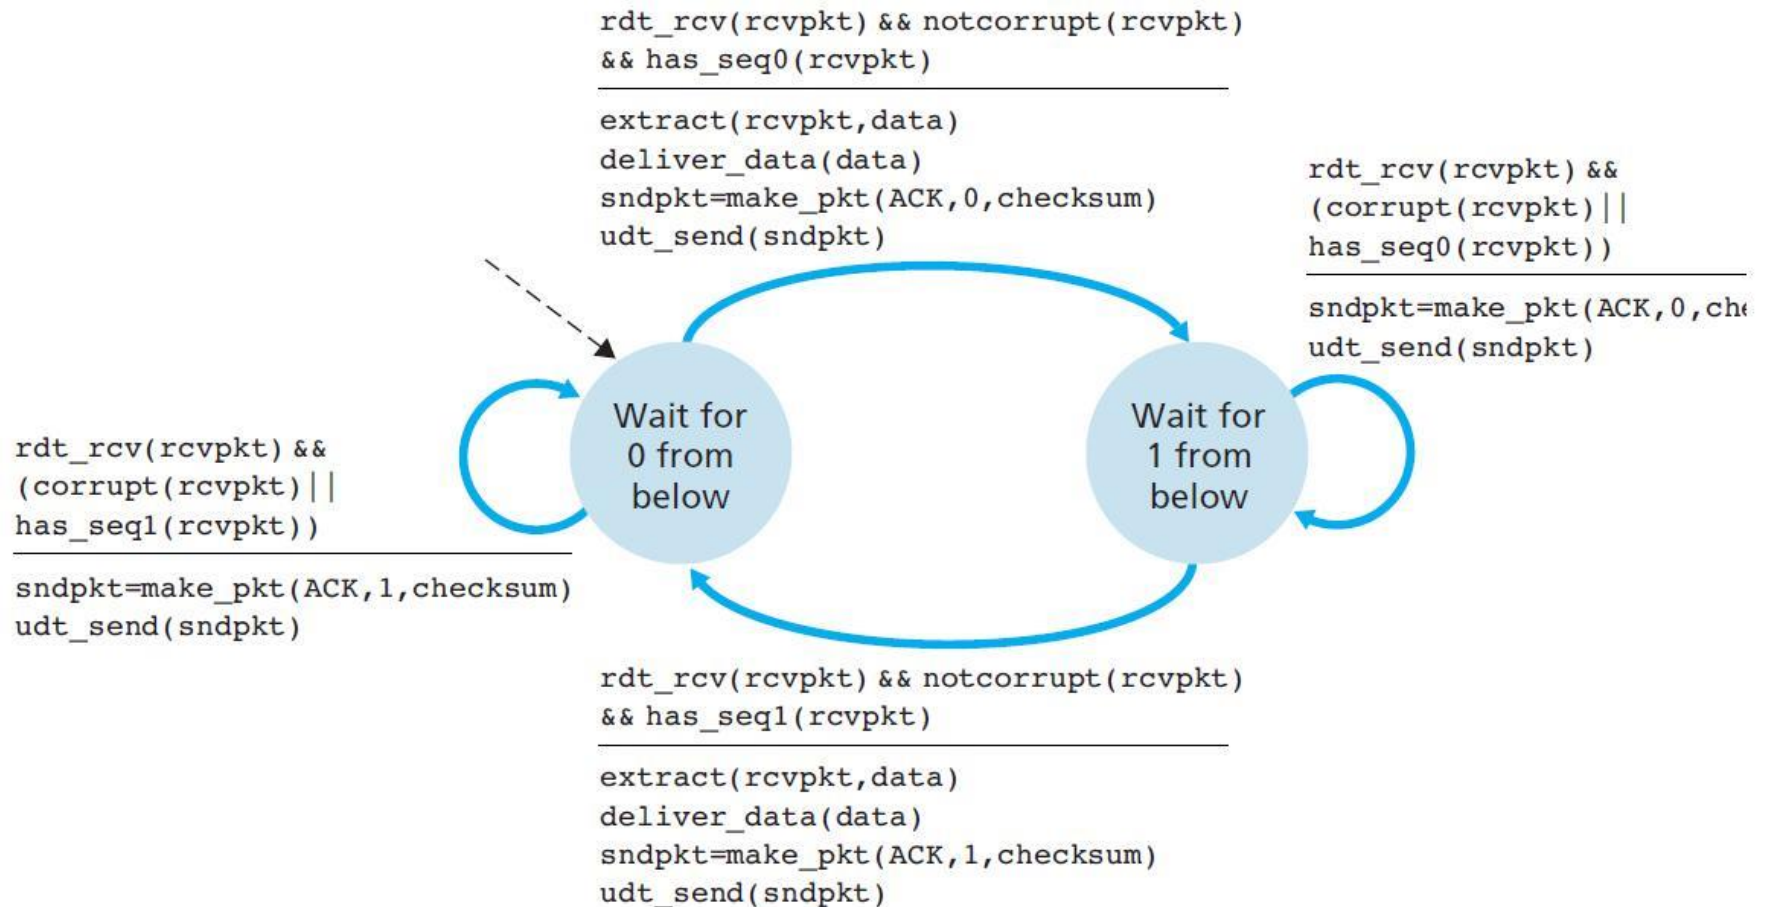 rdt_rcv(rcvpkt) && notcorrupt(rcvpkt)
&& has_seq0(rcvpkt)
extract(rcvpkt,data)
deliver_data(data)
sndpkt=make_pkt(ACK,0,checksum)
udt_send(sndpkt)
rdt_rcv(rcvpkt) &&
(corrupt(rcvpkt)||
has_seq0(rcvpkt))
sndpkt=make_pkt(ACK,0,che
udt_send(sndpkt)
Wait for
0 from
below
Wait for
1 from
below
rdt_rcv(rcvpkt) &&
(corrupt(rcvpkt)||
has_seq1(rcvpkt))
sndpkt=make_pkt(ACK,1,checksum)
udt_send(sndpkt)
rdt_rcv(rcvpkt) && notcorrupt(rcvpkt)
&& has_seq1(rcvpkt)
extract(rcvpkt,data)
deliver_data(data)
sndpkt=make_pkt(ACK,1,checksum)
udt_send(sndpkt)